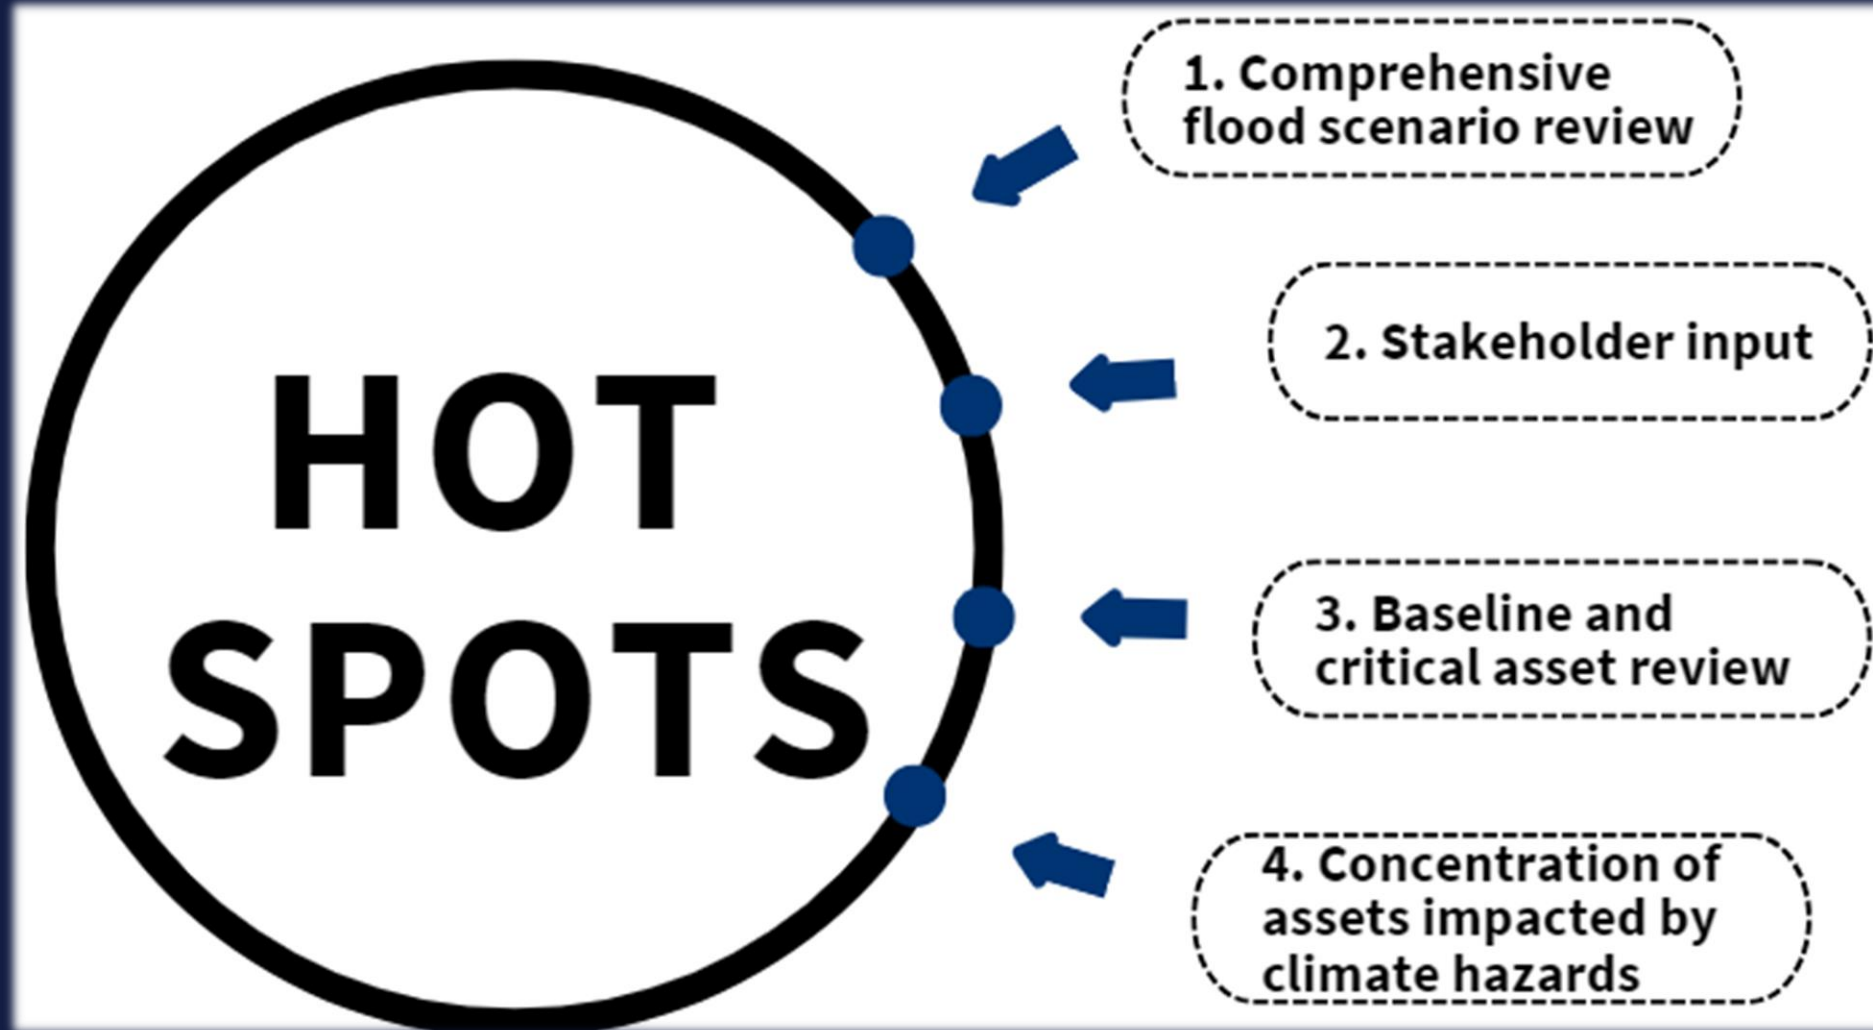 HOT
SPOTS
1. Comprehensive
flood scenario review
2. Stakeholder input
3. Baseline and
critical asset review
4. Concentration of
assets impacted by
climate hazards